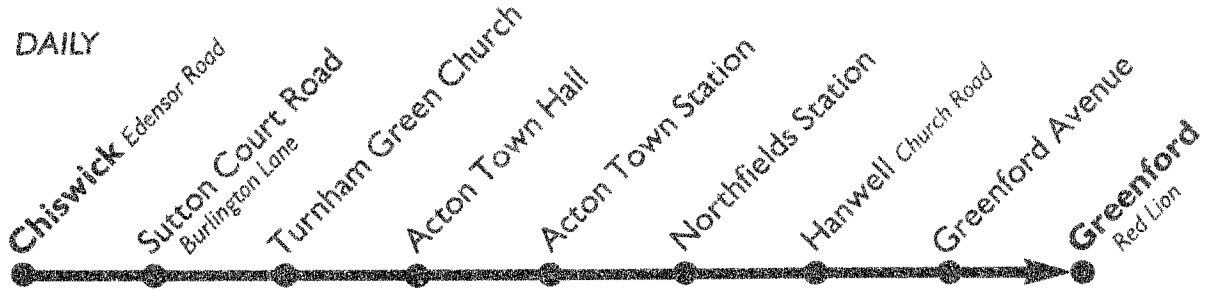 DAILY
Chiswick Edensor Road
Sutton Court Road
Burlington Lane
Turnham Green Church
Acton Town Hall
Acton Town Station
Northfields Station
Hanwell Church Road
Greenford Avenue
Greenford
Red Lion